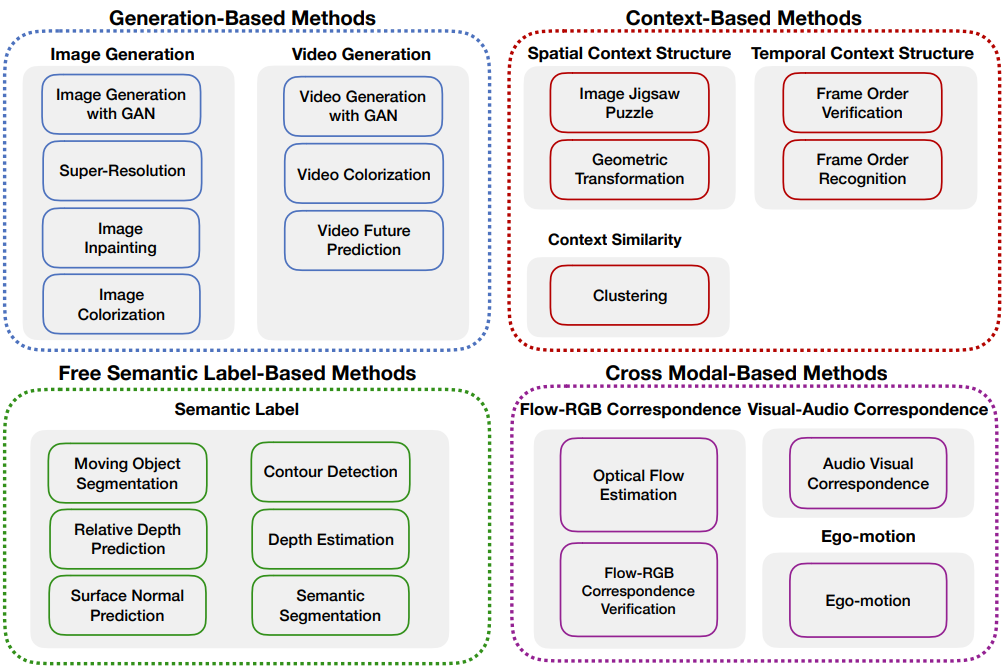 Generation-Based Methods
Image Generation
Video Generation
Image Generation
with GAN
Super-Resolution
Image
Inpainting
Image
Colorization
Video Generation
with GAN
Video Colorization
Video Future
Prediction
Context-Based Methods
Spatial Context Structure
Temporal Context Structure
Image Jigsaw
Puzzle
Geometric
Transformation
Frame Order
Verification
Frame Order
Recognition
Context Similarity
Clustering
Free Semantic Label-Based Methods
Semantic Label
Moving Object
Segmentation
Relative Depth
Prediction
Surface Normal
Prediction
Contour Detection
Depth Estimation
Semantic
Segmentation
Cross Modal-Based Methods
Flow-RGB Correspondence
Visual-Audio Correspondence
Optical Flow
Estimation
Flow-RGB
Correspondence
Verification
Audio Visual
Correspondence
Ego-motion
Ego-motion